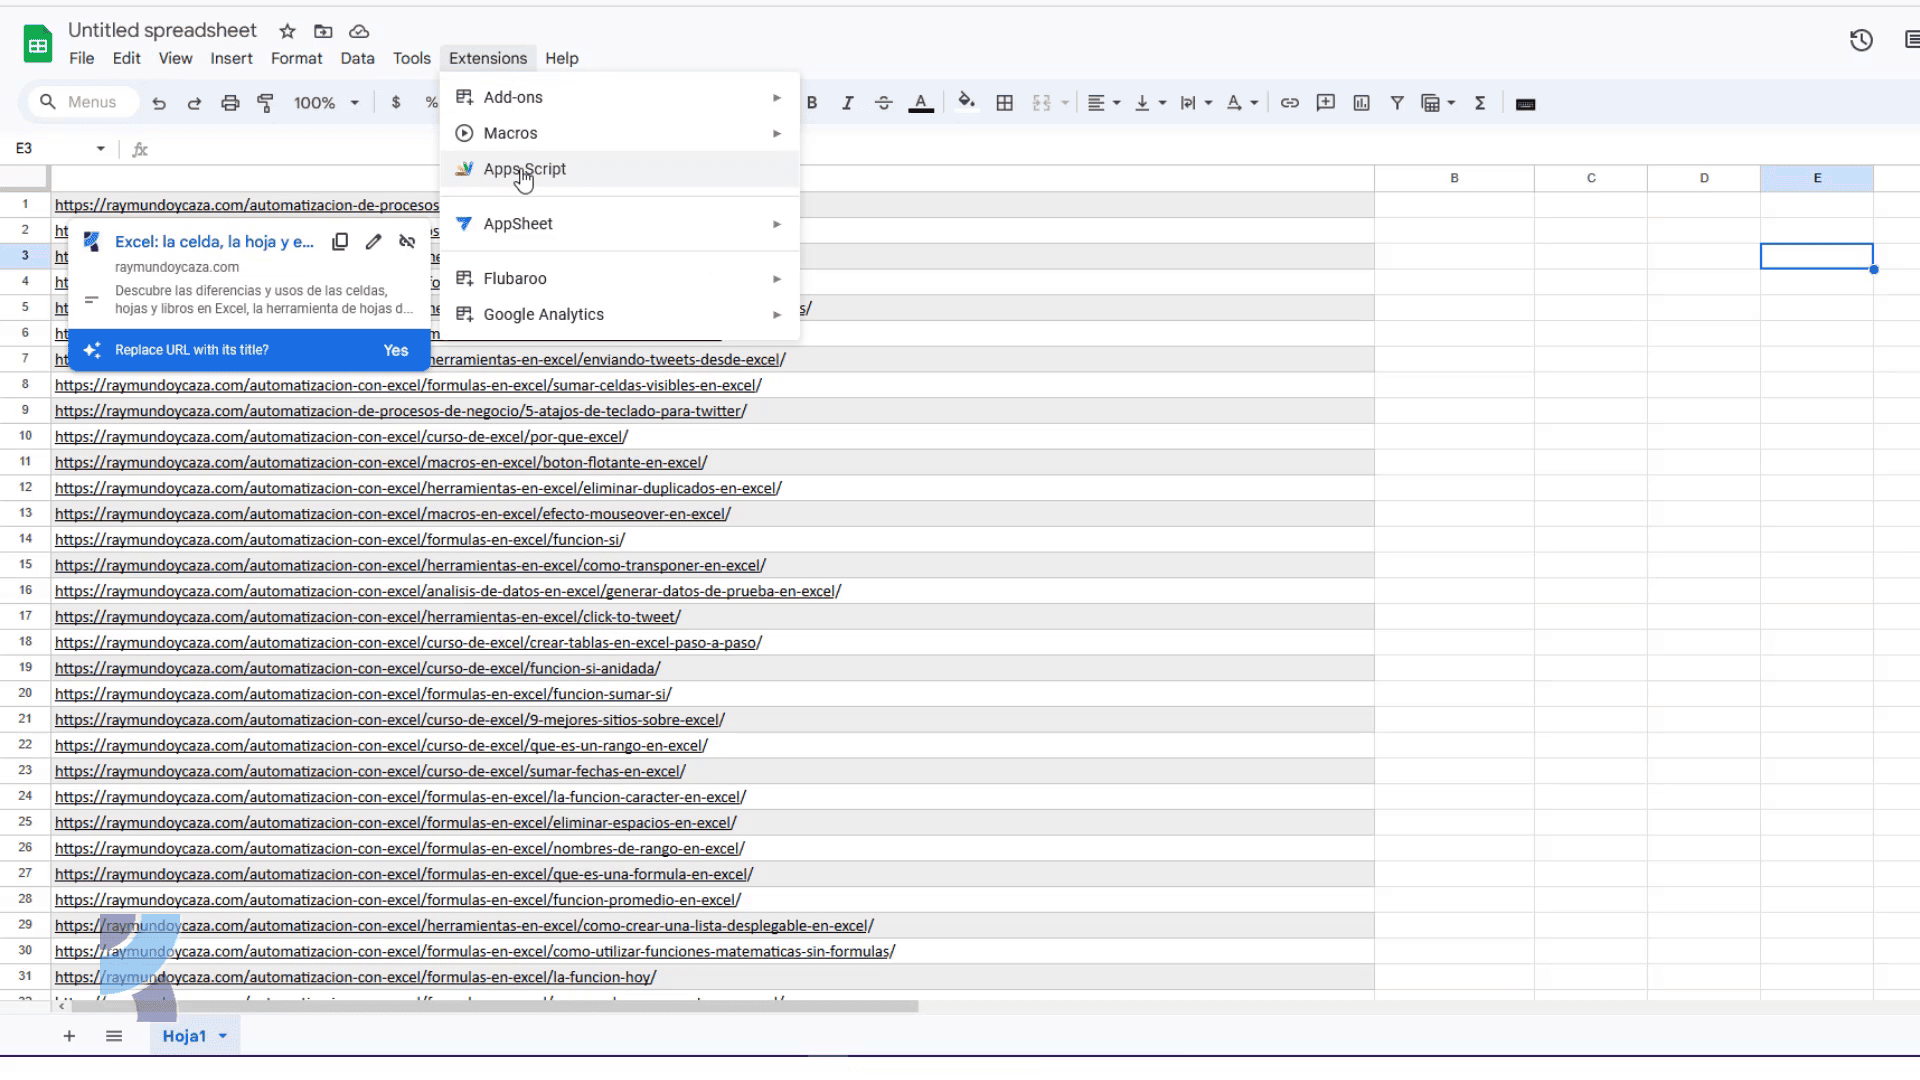 Untitled spreadsheet
File Edit View Insert Format Data Tools Extensions Help
Menus 100% $ %
Add-ons
Macros
Apps Script
AppSheet
Flubaroo
Google Analytics
E3 fx
B C D E
1 https://raymundoycaza.com/automatizacion-de-procesos
2
3
4
5
6
Excel: la celda, la hoja y e...
raymundoycaza.com
Descubre las diferencias y usos de las celdas,
hojas y libros en Excel, la herramienta de hojas d...
Replace URL with its title? Yes
7 herramientas-en-excel/enviando-tweets-desde-excel/
8 https://raymundoycaza.com/automatizacion-con-excel/formulas-en-excel/sumar-celdas-visibles-en-excel/
9 https://raymundoycaza.com/automatizacion-de-procesos-de-negocio/5-atajos-de-teclado-para-twitter/
10 https://raymundoycaza.com/automatizacion-con-excel/curso-de-excel/por-que-excel/
11 https://raymundoycaza.com/automatizacion-con-excel/macros-en-excel/boton-flotante-en-excel/
12 https://raymundoycaza.com/automatizacion-con-excel/herramientas-en-excel/eliminar-duplicados-en-excel/
13 https://raymundoycaza.com/automatizacion-con-excel/macros-en-excel/efecto-mouseover-en-excel/
14 https://raymundoycaza.com/automatizacion-con-excel/formulas-en-excel/funcion-si/
15 https://raymundoycaza.com/automatizacion-con-excel/herramientas-en-excel/como-transponer-en-excel/
16 https://raymundoycaza.com/automatizacion-con-excel/analisis-de-datos-en-excel/generar-datos-de-prueba-en-excel/
17 https://raymundoycaza.com/automatizacion-con-excel/herramientas-en-excel/click-to-tweet/
18 https://raymundoycaza.com/automatizacion-con-excel/curso-de-excel/crear-tablas-en-excel-paso-a-paso/
19 https://raymundoycaza.com/automatizacion-con-excel/curso-de-excel/funcion-si-anidada/
20 https://raymundoycaza.com/automatizacion-con-excel/formulas-en-excel/funcion-sumar-si/
21 https://raymundoycaza.com/automatizacion-con-excel/curso-de-excel/9-mejores-sitios-sobre-excel/
22 https://raymundoycaza.com/automatizacion-con-excel/curso-de-excel/que-es-un-rango-en-excel/
23 https://raymundoycaza.com/automatizacion-con-excel/curso-de-excel/sumar-fechas-en-excel/
24 https://raymundoycaza.com/automatizacion-con-excel/formulas-en-excel/la-funcion-caracter-en-excel/
25 https://raymundoycaza.com/automatizacion-con-excel/formulas-en-excel/eliminar-espacios-en-excel/
26 https://raymundoycaza.com/automatizacion-con-excel/formulas-en-excel/nombres-de-rango-en-excel/
27 https://raymundoycaza.com/automatizacion-con-excel/formulas-en-excel/que-es-una-formula-en-excel/
28 https://raymundoycaza.com/automatizacion-con-excel/formulas-en-excel/funcion-promedio-en-excel/
29 https://raymundoycaza.com/automatizacion-con-excel/herramientas-en-excel/como-crear-una-lista-desplegable-en-excel/
30 https://raymundoycaza.com/automatizacion-con-excel/formulas-en-excel/como-utilizar-funciones-matematicas-sin-formulas/
31 https://raymundoycaza.com/automatizacion-con-excel/formulas-en-excel/la-funcion-hoy/
Hoja1